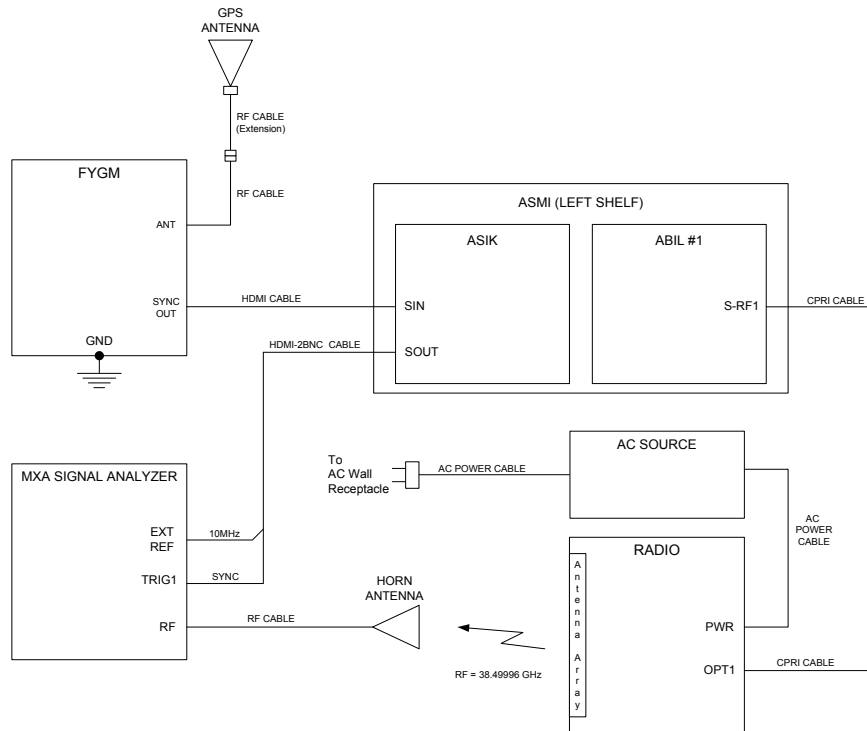 GPS
ANTENNA
RF CABLE
(Extension)
RF CABLE
FYGM
ANT
SYNC
OUT
GND
HDMI CABLE
HDMI-2BNC CABLE
ASMI (LEFT SHELF)
ASIK
SIN
SOUT
ABIL #1
S-RF1
CPRI CABLE
MXA SIGNAL ANALYZER
EXT
REF
10MHz
TRIG1
SYNC
RF
RF CABLE
HORN
ANTENNA
To
AC Wall
Receptacle
AC POWER CABLE
AC SOURCE
AC
POWER
CABLE
RADIO
Antenna Array
PWR
OPT1
CPRI CABLE
RF = 38.49996 GHz